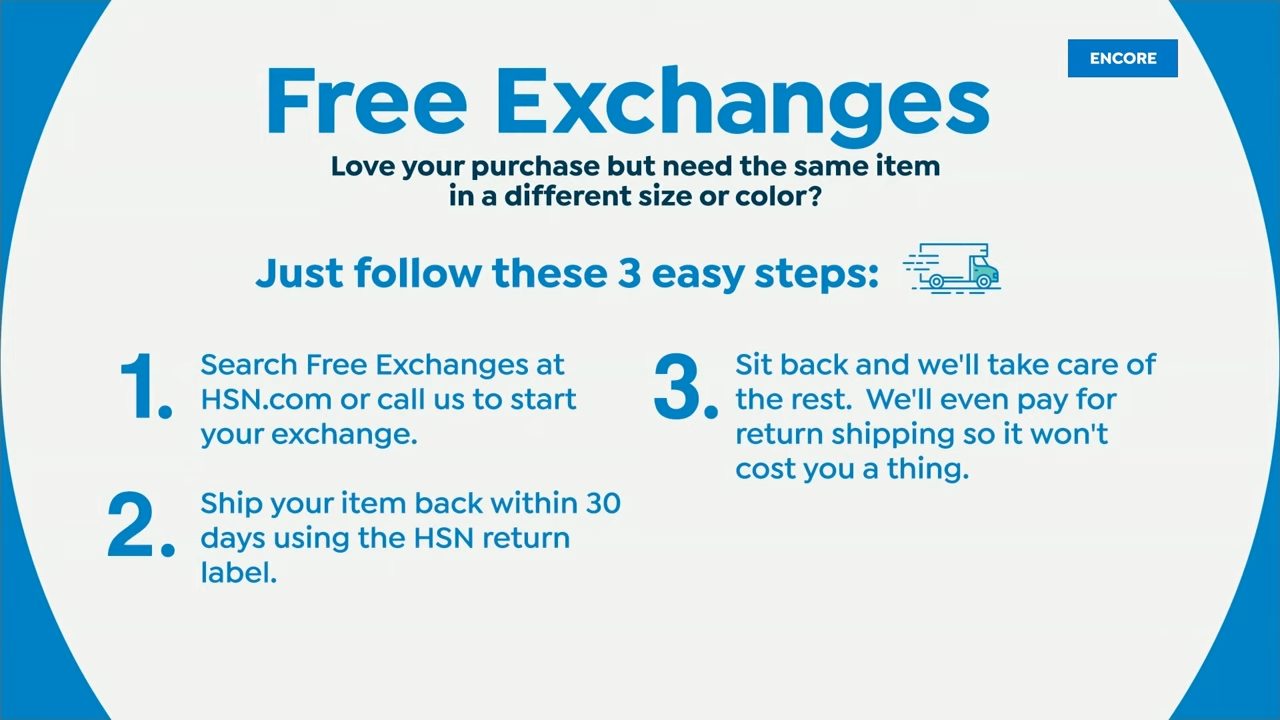 ENCORE
Free Exchanges
Love your purchase but need the same item
in a different size or color?
Just follow these 3 easy steps:
1. Search Free Exchanges at
HSN.com or call us to start
your exchange.
2. Ship your item back within 30
days using the HSN return
label.
3. Sit back and we'll take care of
the rest.  We'll even pay for
return shipping so it won't
cost you a thing.